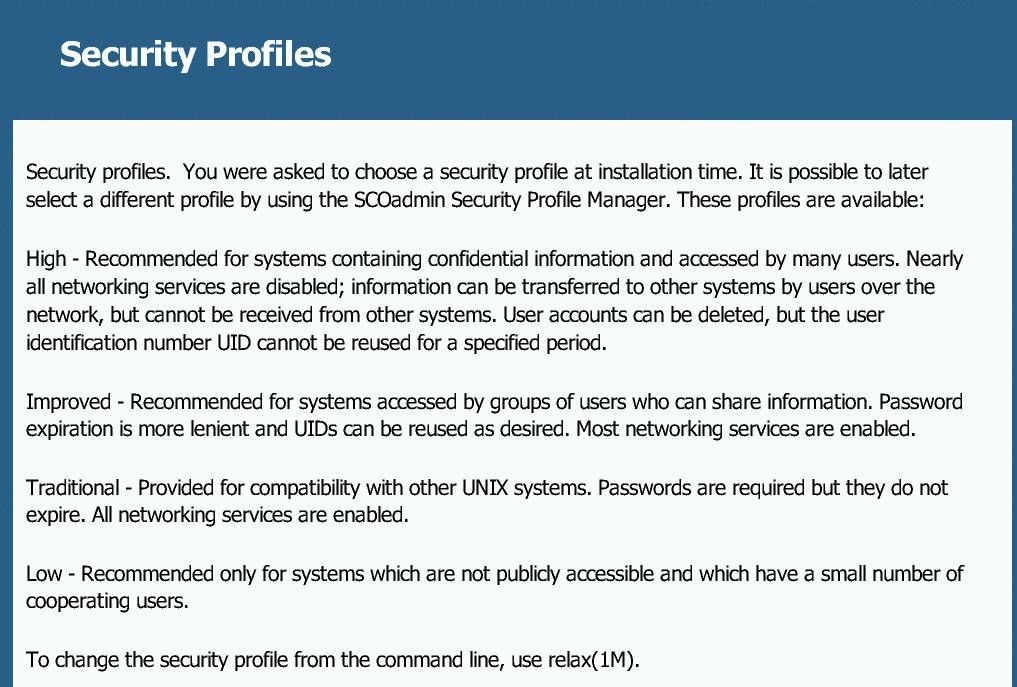 Security Profiles
Security profiles.  You were asked to choose a security profile at installation time. It is possible to later
select a different profile by using the SCOadmin Security Profile Manager. These profiles are available:
High - Recommended for systems containing confidential information and accessed by many users. Nearly
all networking services are disabled; information can be transferred to other systems by users over the
network, but cannot be received from other systems. User accounts can be deleted, but the user
identification number UID cannot be reused for a specified period.
Improved - Recommended for systems accessed by groups of users who can share information. Password
expiration is more lenient and UIDs can be reused as desired. Most networking services are enabled.
Traditional - Provided for compatibility with other UNIX systems. Passwords are required but they do not
expire. All networking services are enabled.
Low - Recommended only for systems which are not publicly accessible and which have a small number of
cooperating users.
To change the security profile from the command line, use relax(1M).